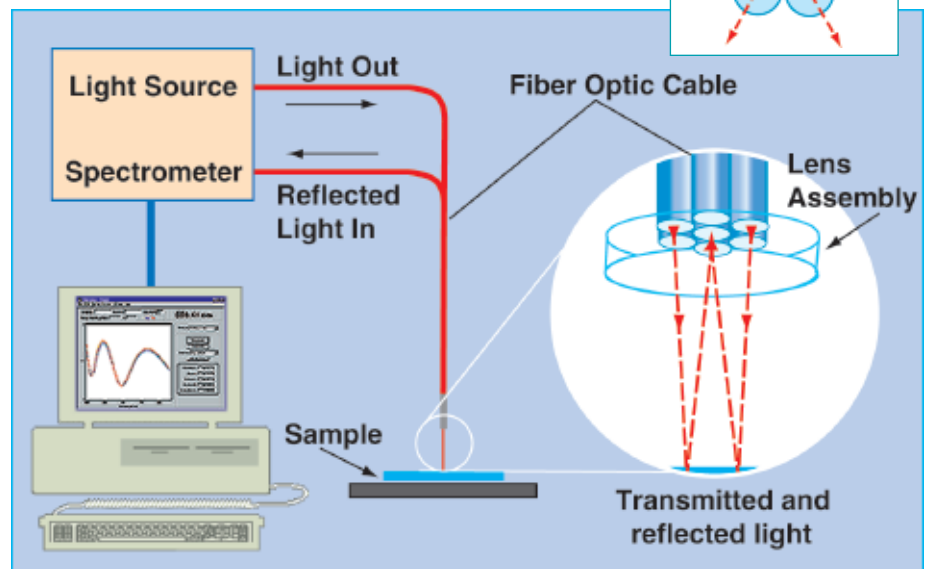 Light Source
Light Out
Fiber Optic Cable
Spectrometer
Reflected
Light In
Lens
Assembly
Sample
Transmitted and
reflected light